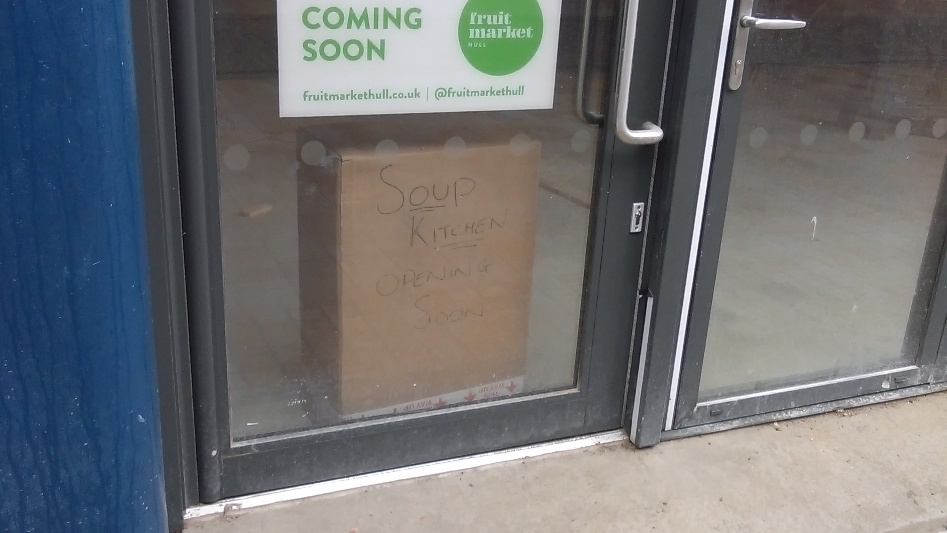 COMING
SOON
fruit
market
HULL
fruitmarkethull.co.uk | @fruitmarkethull
SOUP
KITCHEN
OPENING
SOON